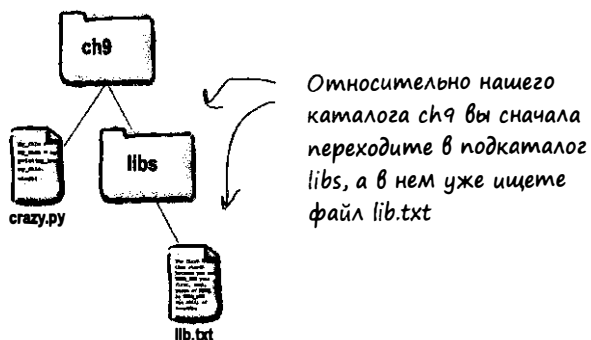 ch9
libs
crazy.py
lib.txt
Относительно нашего
каталога ch9 вы сначала
переходите в подкаталог
libs, а в нем уже ищете
файл lib.txt